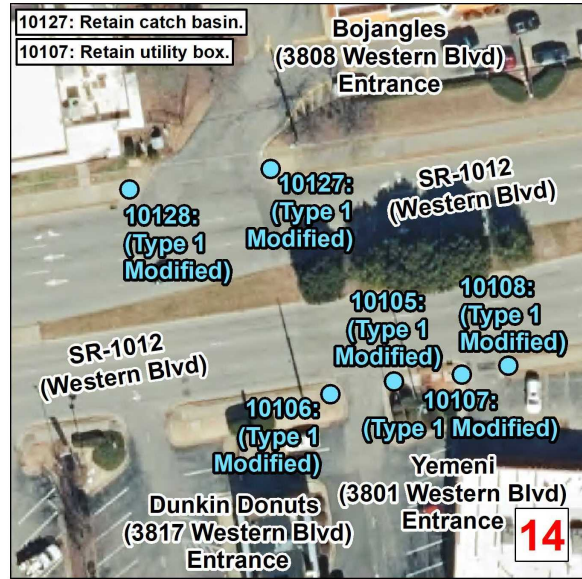 10127: Retain catch basin.
10107: Retain utility box.
Bojangles
(3808 Western Blvd)
Entrance
SR-1012
(Western Blvd)
10127:
(Type 1
Modified)
10128:
(Type 1
Modified)
10108:
(Type 1
Modified)
10105:
(Type 1
Modified)
SR-1012
(Western Blvd)
10106:
(Type 1
Modified)
10107:
(Type 1 Modified)
Yemeni
(3801 Western Blvd)
Entrance
Dunkin Donuts
(3817 Western Blvd)
Entrance
14